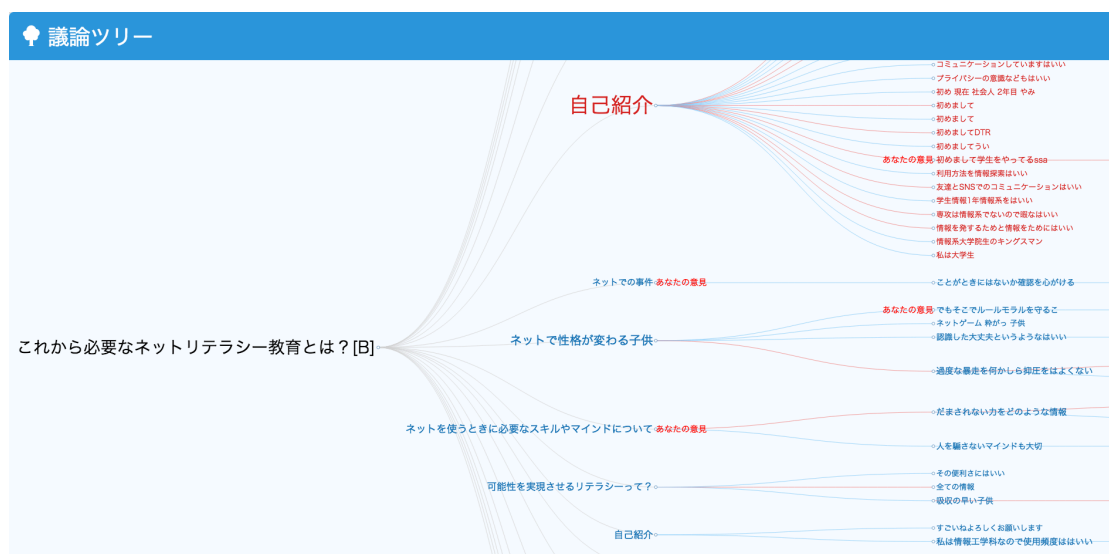 議論ツリー
これから必要なネットリテラシー教育とは？[B]
自己紹介
コミュニケーションしていますはいい
プライバシーの意識などもはいい
初め 現在 社会人 2年目 やみ
初めまして
初めまして
初めましてDTR
初めましてうい
あなたの意見 初めまして学生をやってるssa
利用方法を情報探索はいい
友達とSNSでのコミュニケーションはいい
学生情報1年情報系をはいい
専攻は情報系でないので暇なはいい
情報を発するためと情報をためにはいい
情報系大学院生のキングスマン
私は大学生
ネットでの事件 あなたの意見
ことがときにはないか確認を心がける
ネットで性格が変わる子供
あなたの意見 でもそこでルールモラルを守るこ
ネットゲーム 粋がっ 子供
認識した大丈夫というようなはいい
過度な暴走を何かしら抑圧をはよくない
ネットを使うときに必要なスキルやマインドについて あなたの意見
だまされない力をどのような情報
人を騙さないマインドも大切
可能性を実現させるリテラシーって？
その便利さにはいい
全ての情報
吸収の早い子供
自己紹介
すごいねよろしくお願いします
私は情報工学科なので使用頻度ははいい